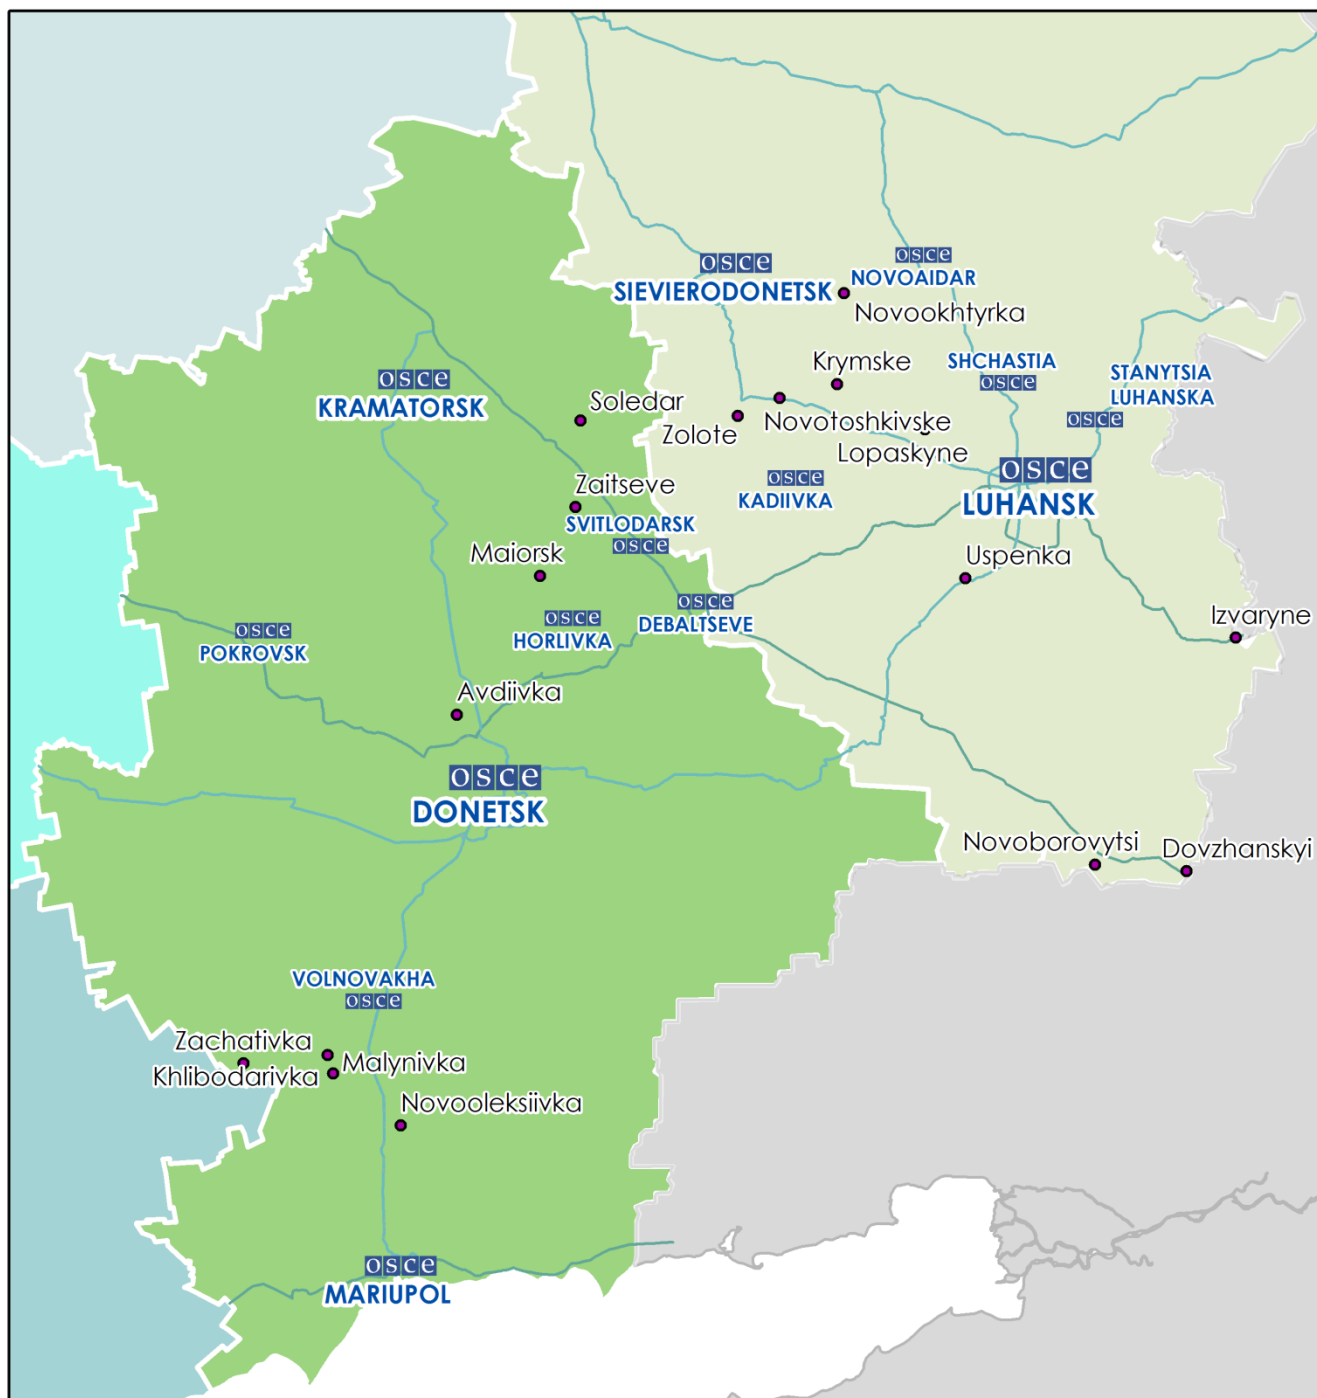 osce
NOVOAIDAR
osce
SIEVIERODONETSK
Novookhtyrka
Krymske
SHCHASTIA
osce
STANYTSIA
LUHANSKA
osce
osce
KRAMATORSK
Soledar
Zolote
Novotoshkivske
Lopaskyne
osce
LUHANSK
osce
KADIIVKA
Zaitseve
SVITLODARSK
osce
Maiorsk
Uspenka
osce
DEBALTSEVE
osce
HORLIVKA
Izvaryne
osce
POKROVSK
Avdiivka
osce
DONETSK
Novoborovytsi
Dovzhanskyi
VOLNOVAKHA
osce
Zachativka
Malynivka
Khlibodarivka
Novooleksiivka
osce
MARIUPOL